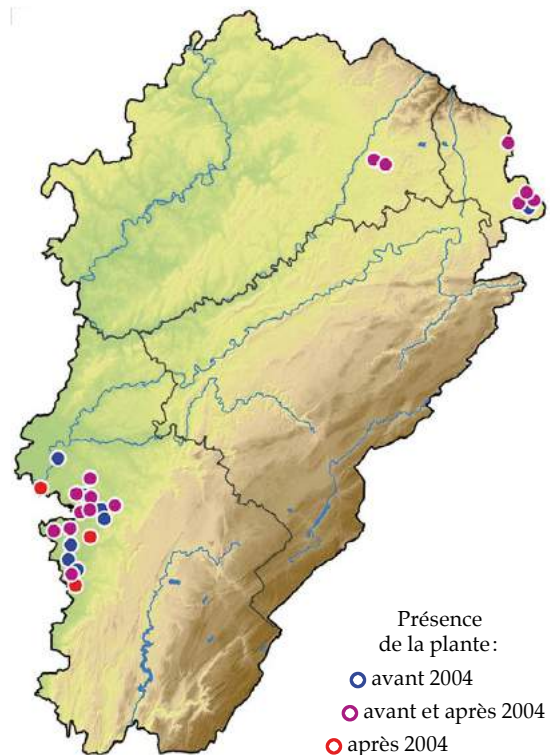 Présence
de la plante:
avant 2004
avant et après 2004
après 2004